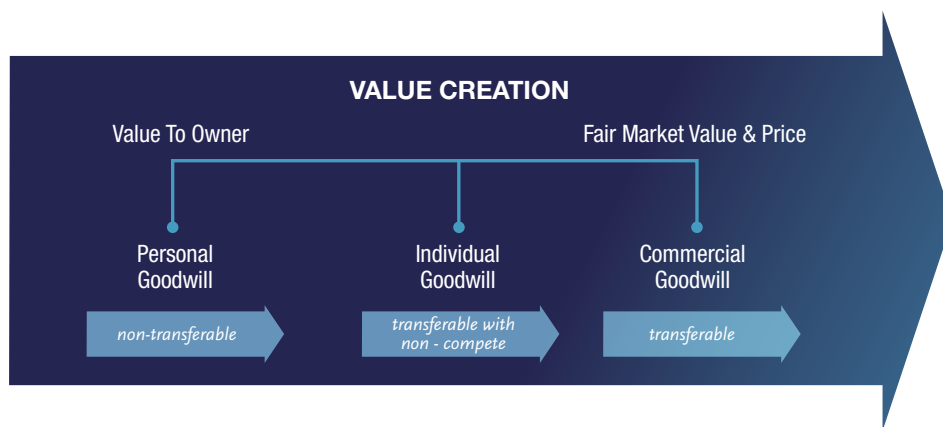 VALUE CREATION
Value To Owner
Fair Market Value & Price
Personal
Goodwill
Individual
Goodwill
Commercial
Goodwill
non-transferable
transferable with
non - compete
transferable